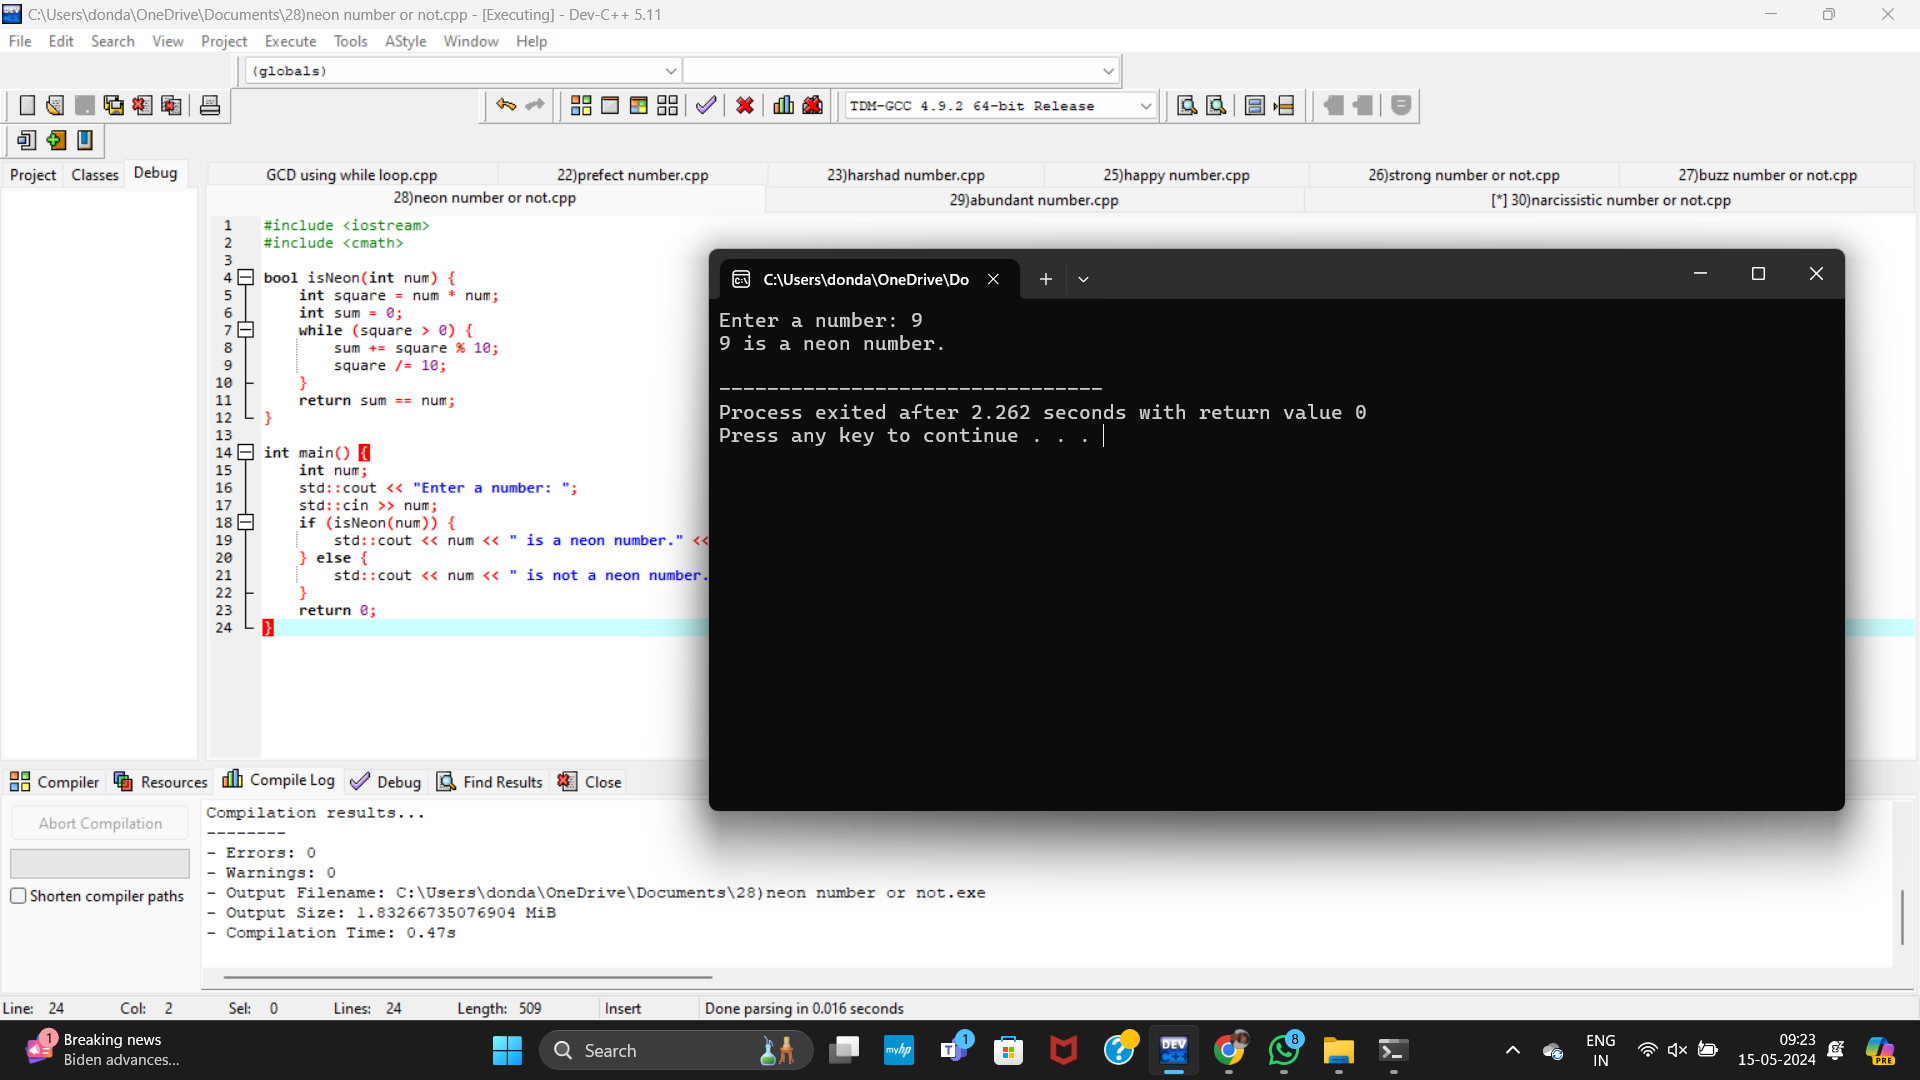 C:\Users\donda\OneDrive\Documents\28)neon number or not.cpp - [Executing] - Dev-C++ 5.11
File Edit Search View Project Execute Tools AStyle Window Help
(globals)
TDM-GCC 4.9.2 64-bit Release
Project Classes Debug
GCD using while loop.cpp 22)prefect number.cpp 23)harshad number.cpp 25)happy number.cpp 26)strong number or not.cpp 27)buzz number or not.cpp
28)neon number or not.cpp 29)abundant number.cpp [*] 30)narcissistic number or not.cpp
1 #include <iostream>
2 #include <cmath>
3
4 bool isNeon(int num) {
5 int square = num * num;
6 int sum = 0;
7 while (square > 0) {
8 sum += square % 10;
9 square /= 10;
10 }
11 return sum == num;
12 }
13
14 int main() {
15 int num;
16 std::cout << "Enter a number: ";
17 std::cin >> num;
18 if (isNeon(num)) {
19 std::cout << num << " is a neon number." <<
20 } else {
21 std::cout << num << " is not a neon number.
22 }
23 return 0;
24 }
C:\Users\donda\OneDrive\Do
Enter a number: 9
9 is a neon number.
--------------------------------
Process exited after 2.262 seconds with return value 0
Press any key to continue . . .
Compiler Resources Compile Log Debug Find Results Close
Abort Compilation
Shorten compiler paths
Compilation results...
--------
- Errors: 0
- Warnings: 0
- Output Filename: C:\Users\donda\OneDrive\Documents\28)neon number or not.exe
- Output Size: 1.83266735076904 MiB
- Compilation Time: 0.47s
Line: 24 Col: 2 Sel: 0 Lines: 24 Length: 509 Insert Done parsing in 0.016 seconds
1 Breaking news
Biden advances...
Search
myhp
1
DEV
8
ENG
IN
09:23
15-05-2024
PRE